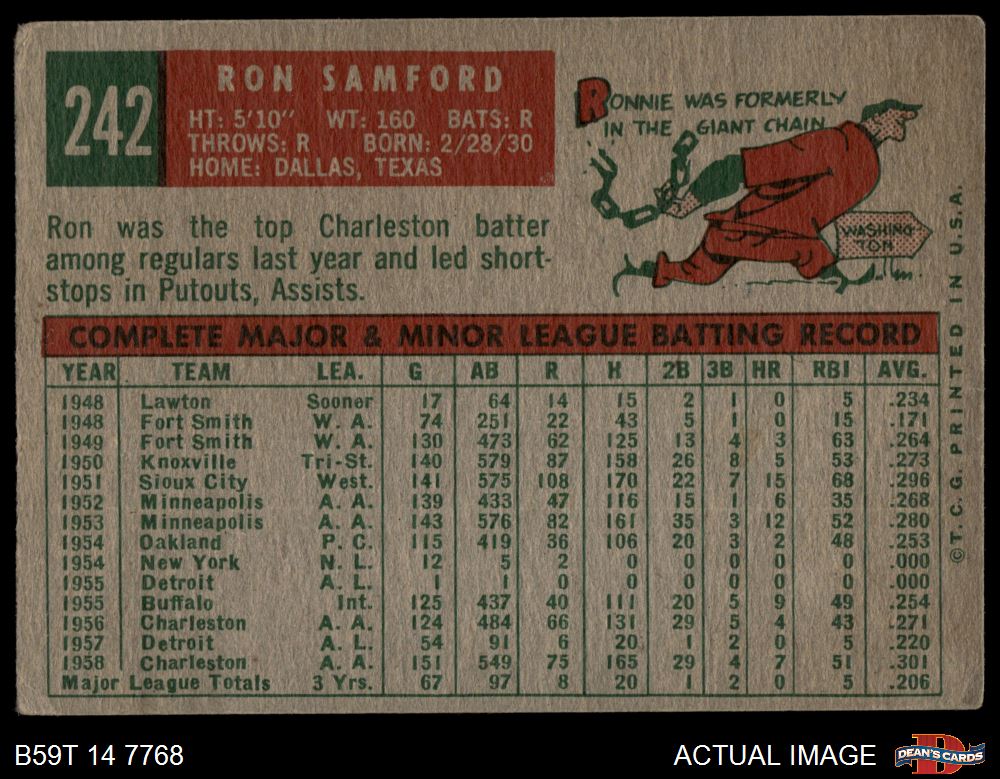 242
RON SAMFORD
HT: 5'10" WT: 160 BATS: R
THROWS: R BORN: 2/28/30
HOME: DALLAS, TEXAS
RONNIE WAS FORMERLY
IN THE GIANT CHAIN
WASHING-
TON
Ron was the top Charleston batter
among regulars last year and led short-
stops in Putouts, Assists.
COMPLETE MAJOR & MINOR LEAGUE BATTING RECORD
YEAR TEAM LEA. G AB R H 2B 3B HR RBI AVG.
1948 Lawton Sooner 17 64 14 15 2 1 0 5 .234
1948 Fort Smith W. A. 74 251 22 43 5 1 0 15 .171
1949 Fort Smith W. A. 130 473 62 125 13 4 3 63 .264
1950 Knoxville Tri-St. 140 579 87 158 26 8 5 53 .273
1951 Sioux City West. 141 575 108 170 22 7 15 68 .296
1952 Minneapolis A. A. 139 433 47 116 15 1 6 35 .268
1953 Minneapolis A. A. 143 576 82 161 35 3 12 52 .280
1954 Oakland P. C. 115 419 36 106 20 3 2 48 .253
1954 New York N. L. 12 5 2 0 0 0 0 0 .000
1955 Detroit A. L. 1 1 0 0 0 0 0 0 .000
1955 Buffalo Int. 125 437 40 111 20 5 9 49 .254
1956 Charleston A. A. 124 484 66 131 29 5 4 43 .271
1957 Detroit A. L. 54 91 6 20 1 2 0 5 .220
1958 Charleston A. A. 151 549 75 165 29 4 7 51 .301
Major League Totals 3 Yrs. 67 97 8 20 1 2 0 5 .206
©T. C. G. PRINTED IN U.S.A.
B59T 14 7768
ACTUAL IMAGE
D
DEAN'S CARDS